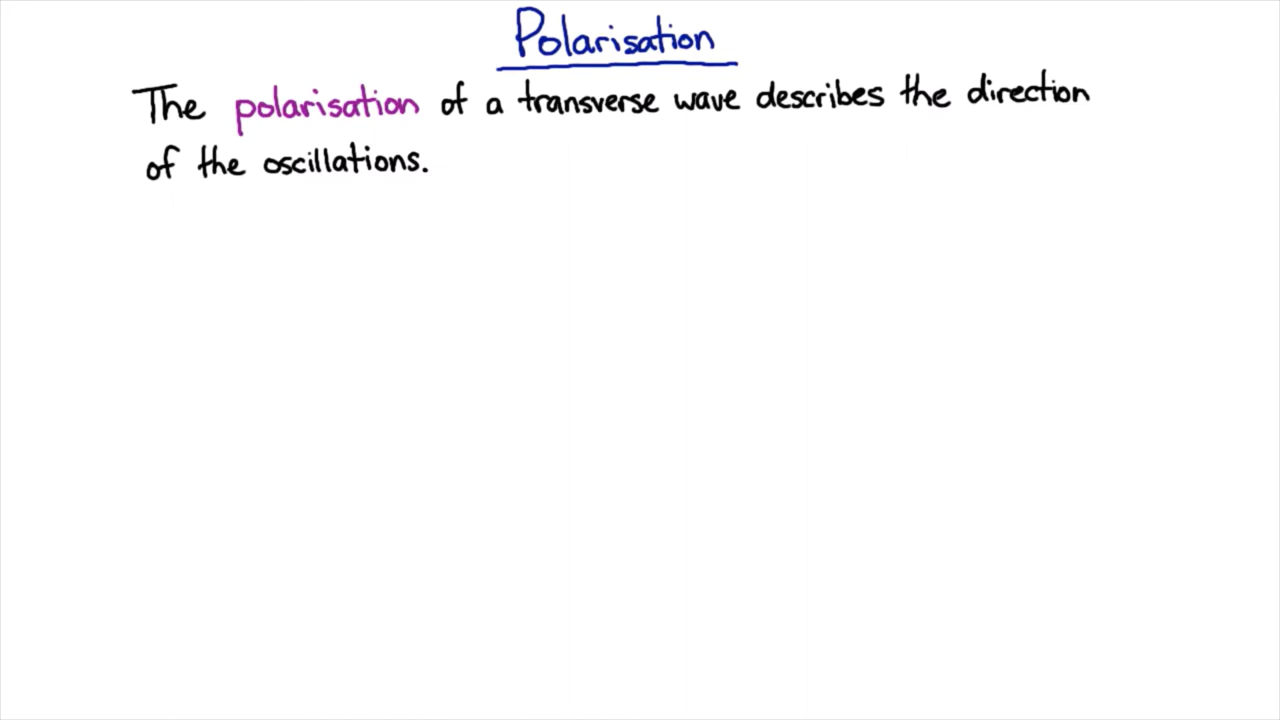 Polarisation
The polarisation of a transverse wave describes the direction
of the oscillations.